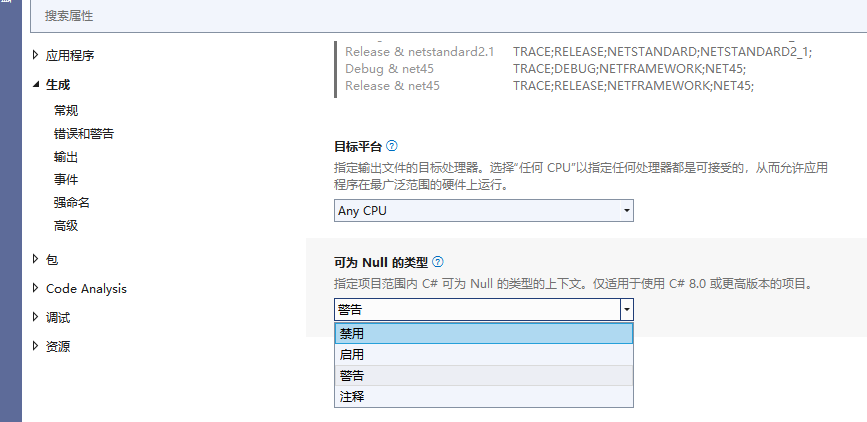 搜索属性
应用程序
生成
常规
错误和警告
输出
事件
强命名
高级
包
Code Analysis
调试
资源
Release & netstandard2.1 TRACE;RELEASE;NETSTANDARD;NETSTANDARD2_1;
Debug & net45 TRACE;DEBUG;NETFRAMEWORK;NET45;
Release & net45 TRACE;RELEASE;NETFRAMEWORK;NET45;
目标平台
指定输出文件的目标处理器。选择“任何 CPU”以指定任何处理器都是可接受的，从而允许应用
程序在最广泛范围的硬件上运行。
Any CPU
可为 Null 的类型
指定项目范围内 C# 可为 Null 的类型的上下文。仅适用于使用 C# 8.0 或更高版本的项目。
警告
禁用
启用
警告
注释